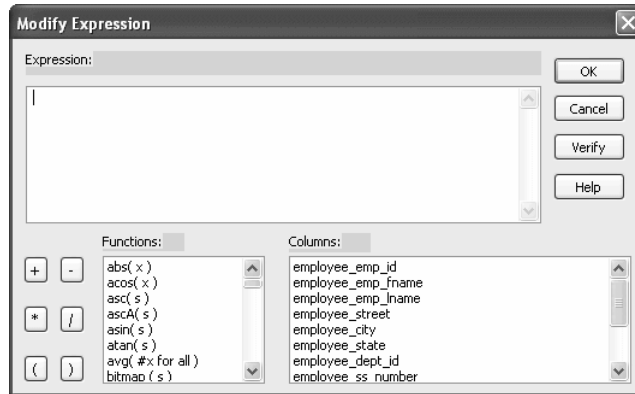 Modify Expression
Expression:
OK
Cancel
Verify
Help
Functions:
Columns:
+ -
* /
( )
abs( x )
acos( x )
asc( s )
ascA( s )
asin( s )
atan( s )
avg( #x for all )
bitmap ( s )
employee_emp_id
employee_emp_fname
employee_emp_lname
employee_street
employee_city
employee_state
employee_dept_id
employee_ss_number